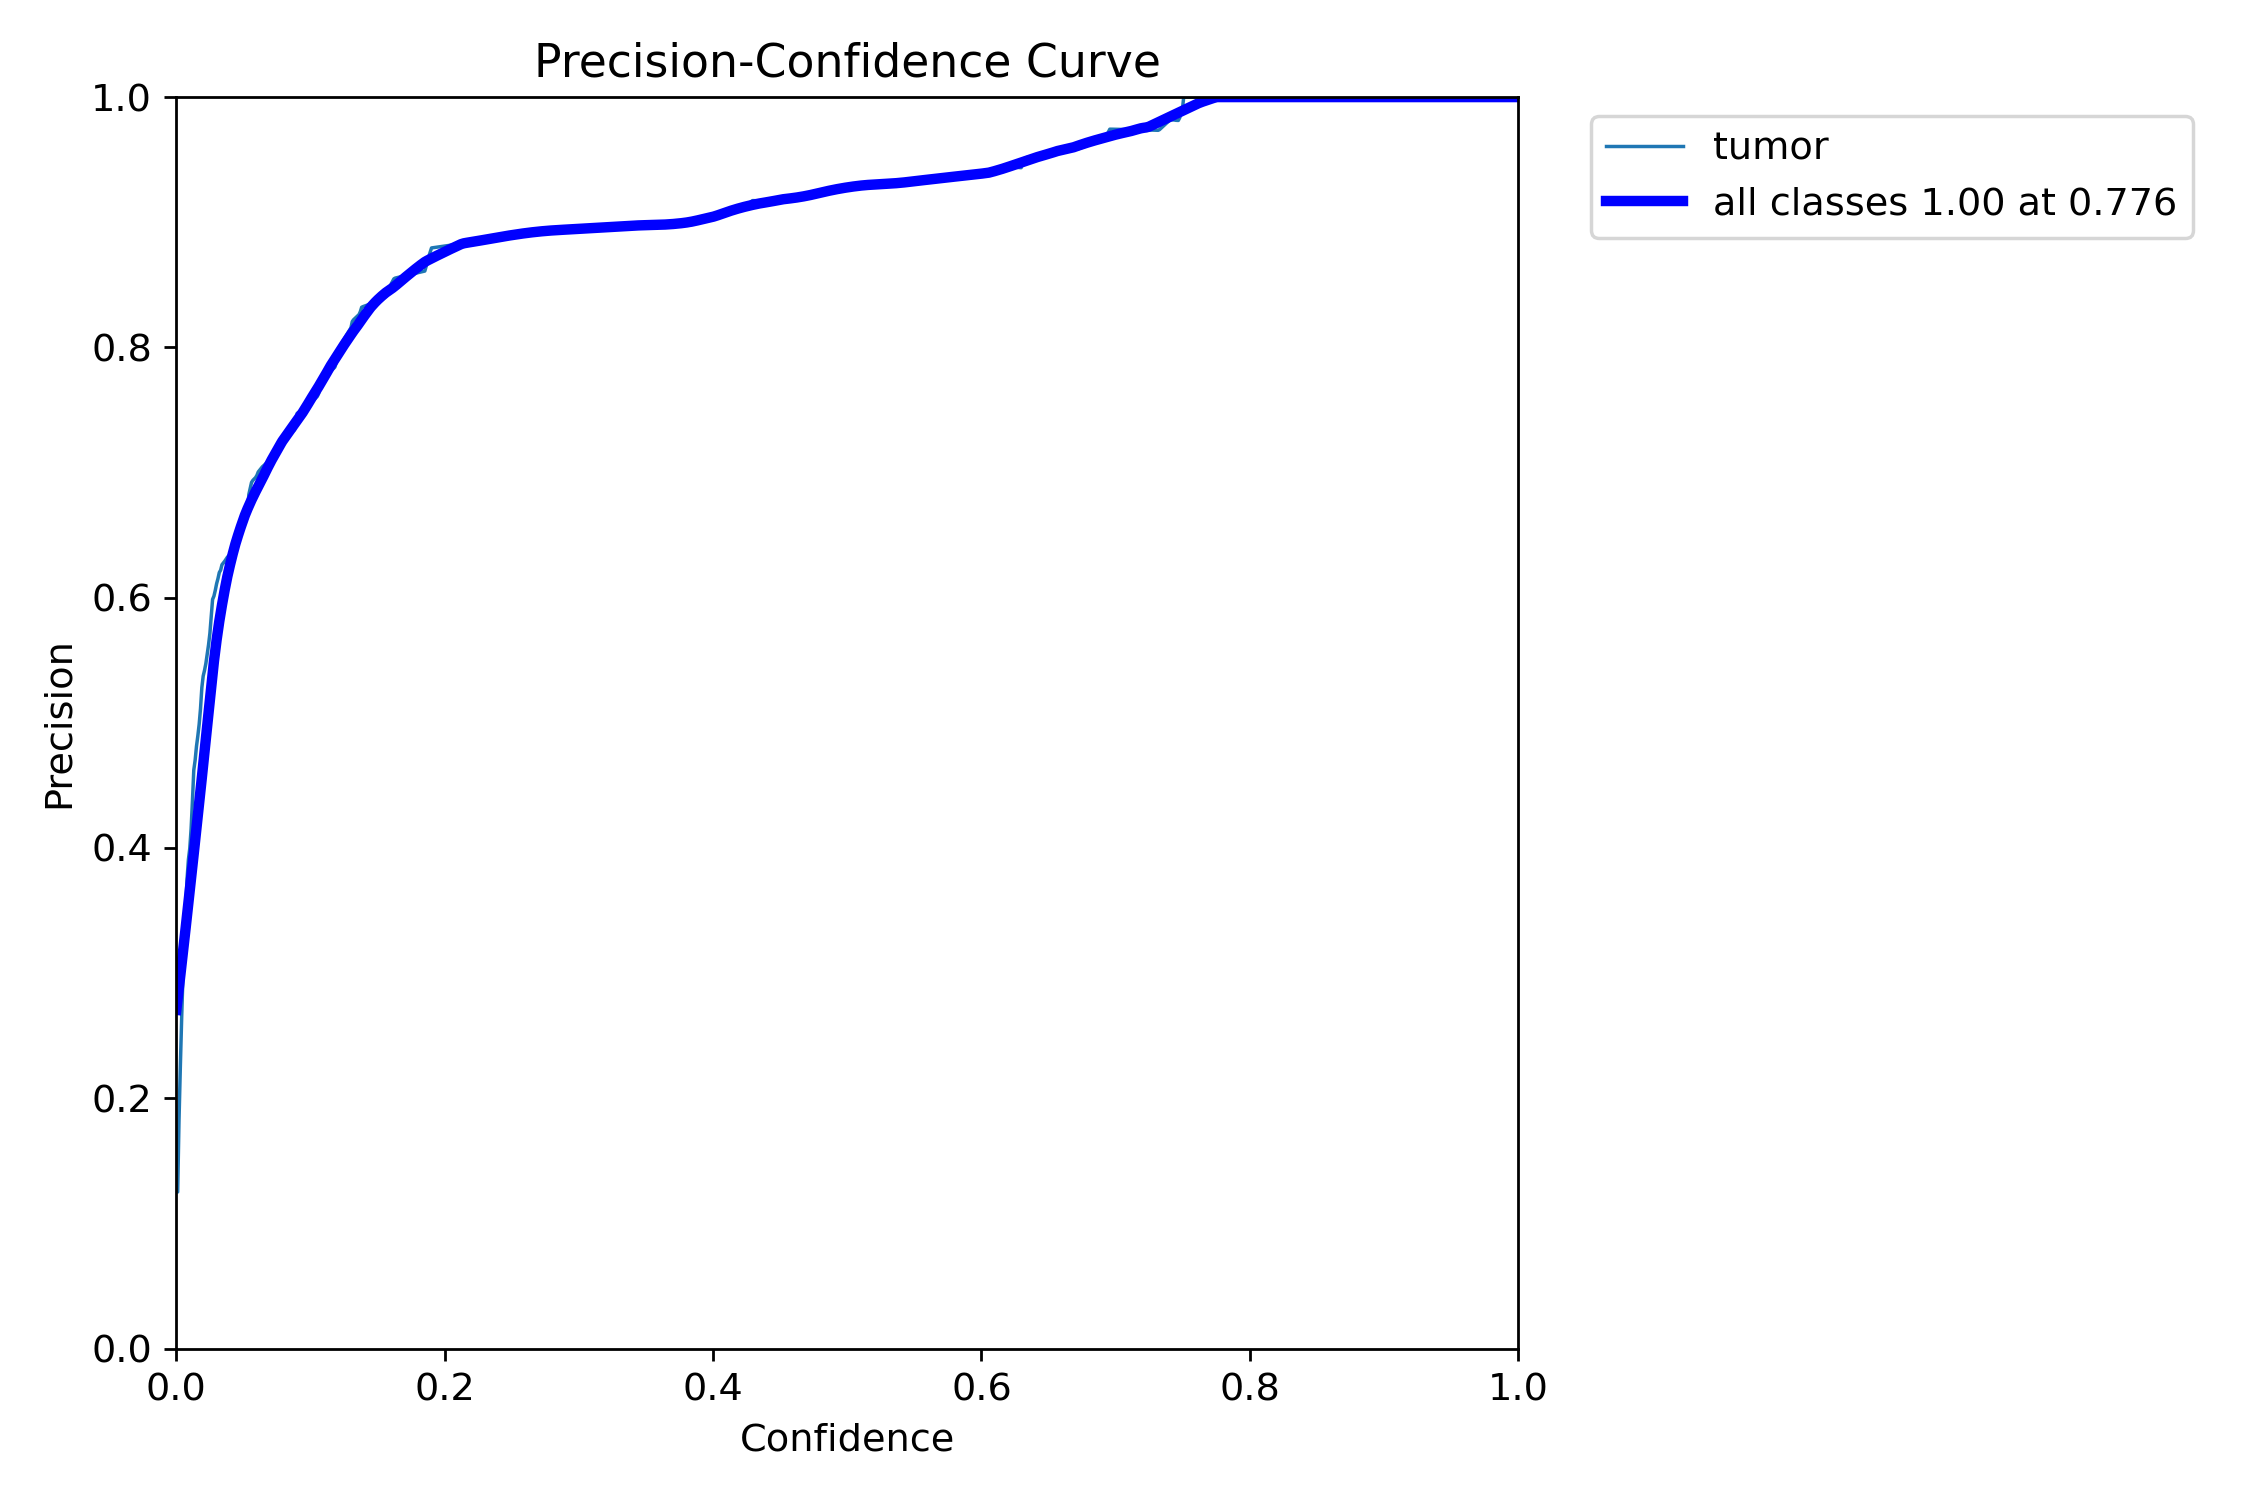 Precision-Confidence Curve
1.0
0.8
0.6
0.4
0.2
0.0
Precision
0.0 0.2 0.4 0.6 0.8 1.0
Confidence
tumor
all classes 1.00 at 0.776